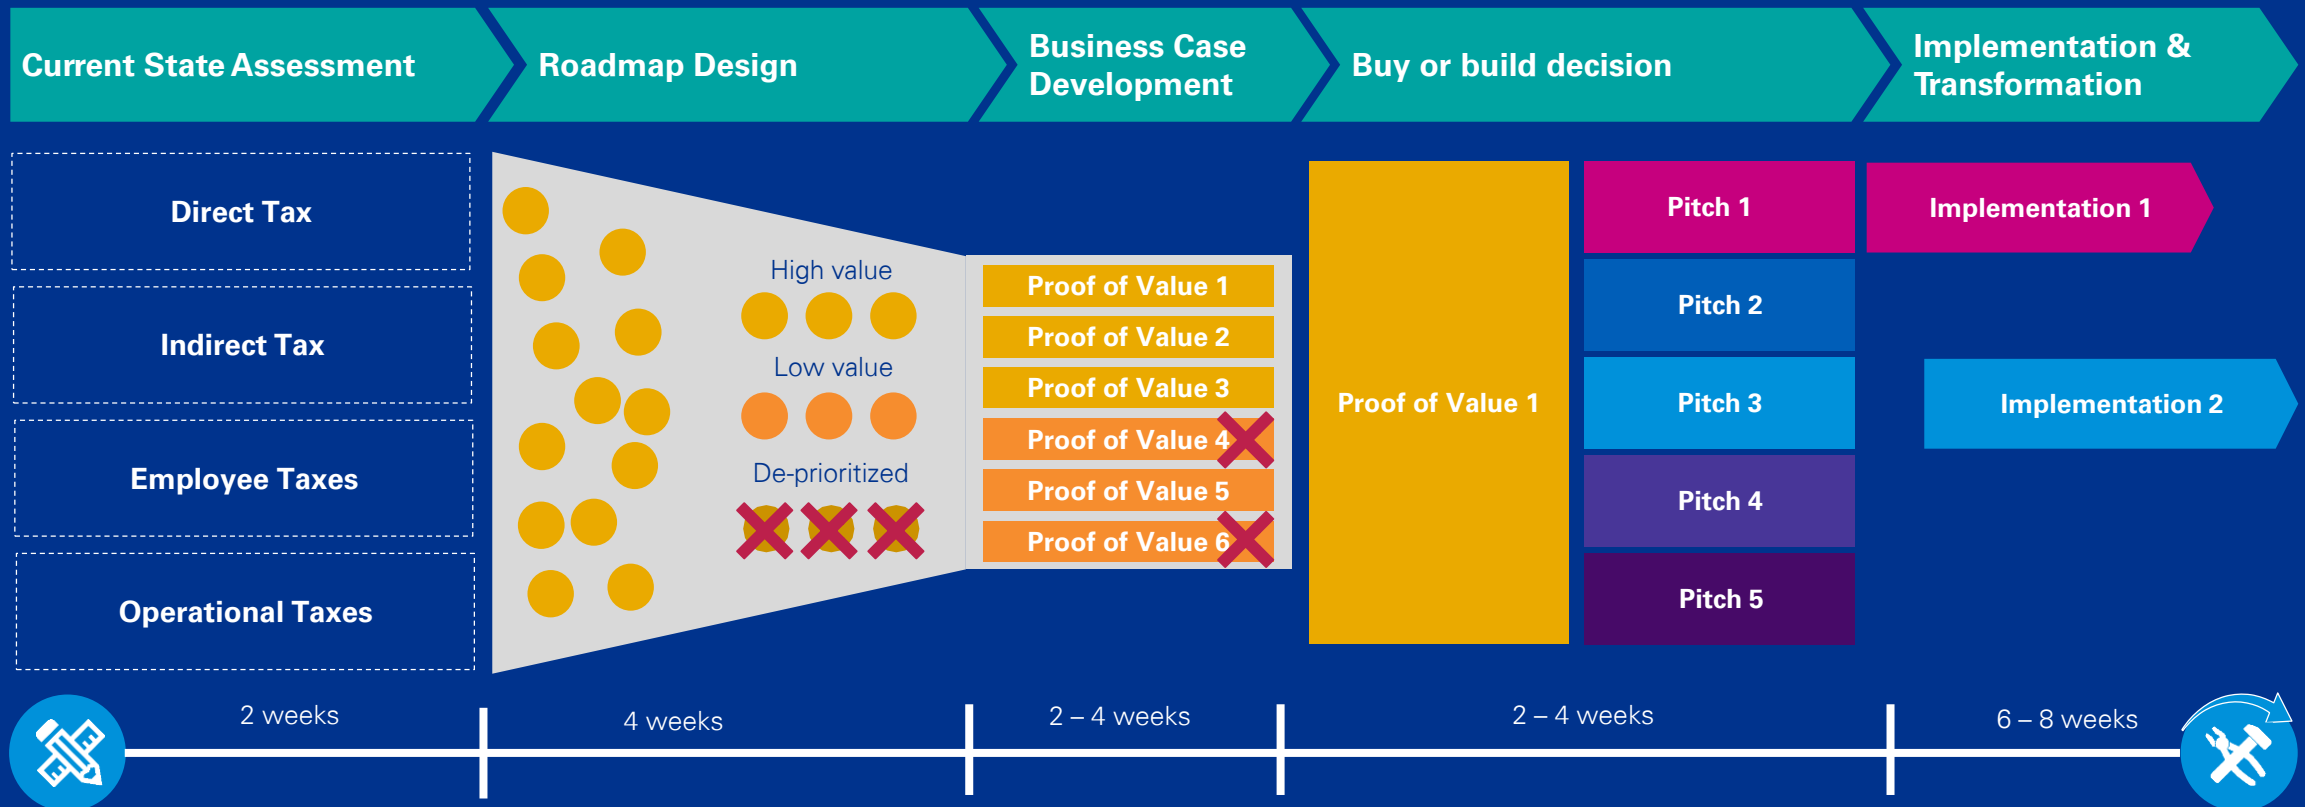 Current State Assessment
Roadmap Design
Business Case
Development
Buy or build decision
Implementation &
Transformation
Direct Tax
Indirect Tax
Employee Taxes
Operational Taxes
High value
Low value
De-prioritized
Proof of Value 1
Proof of Value 2
Proof of Value 3
Proof of Value 4
Proof of Value 5
Proof of Value 6
Proof of Value 1
Pitch 1
Pitch 2
Pitch 3
Pitch 4
Pitch 5
Implementation 1
Implementation 2
2 weeks
4 weeks
2 – 4 weeks
2 – 4 weeks
6 – 8 weeks